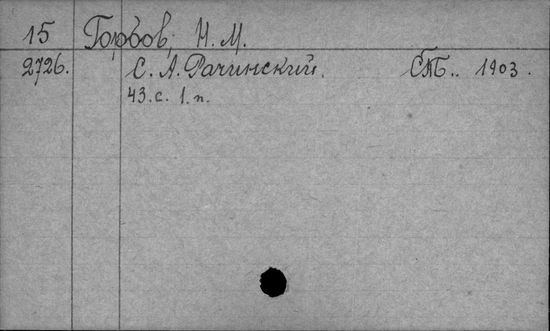 15 Горбов, Н. М.
2726. С. А. Рачинский. СПБ.. 1903.
43. с. 1. п.